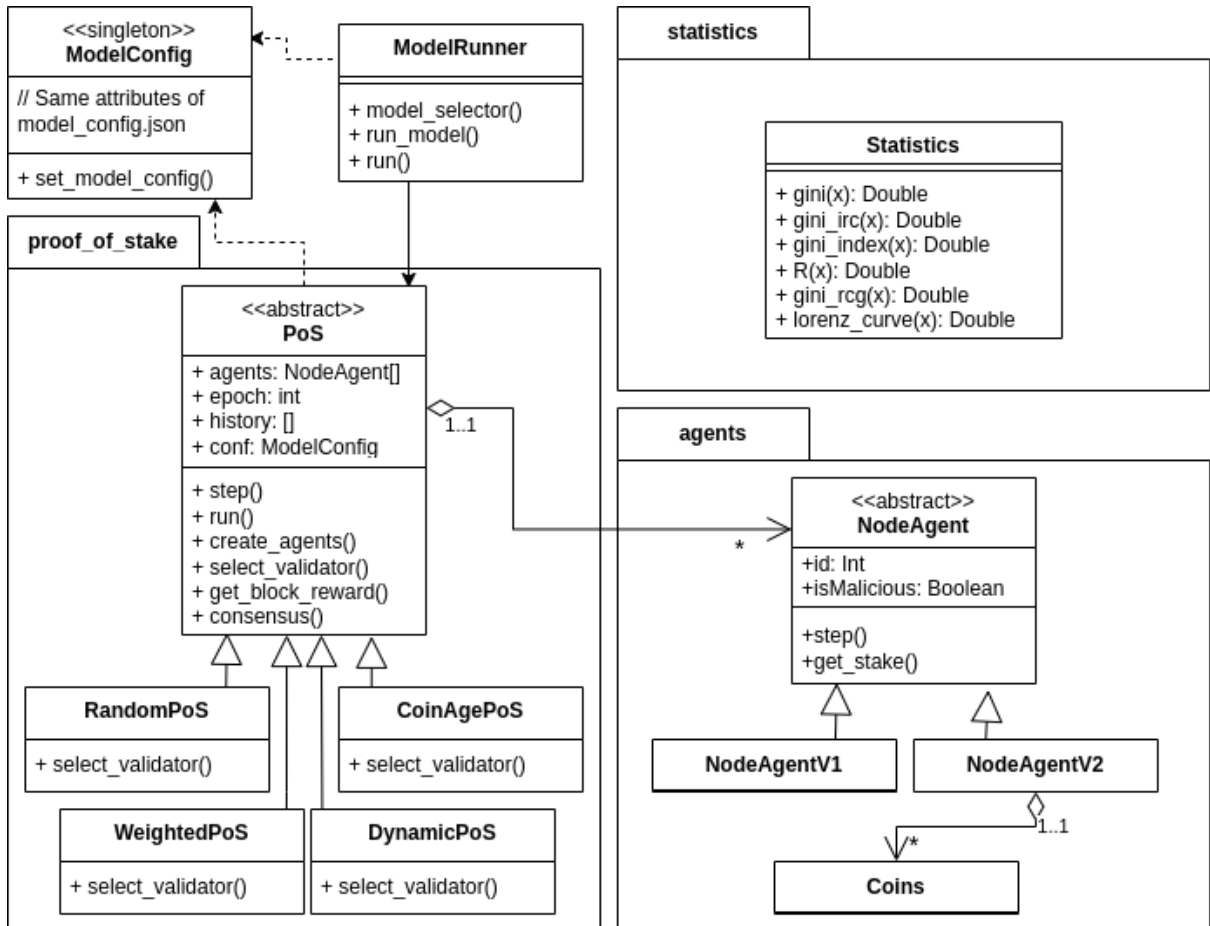 <<singleton>>
ModelConfig
// Same attributes of
model_config.json
+ set_model_config()
ModelRunner
+ model_selector()
+ run_model()
+ run()
proof_of_stake
<<abstract>>
PoS
+ agents: NodeAgent[]
+ epoch: int
+ history: []
+ conf: ModelConfig
+ step()
+ run()
+ create_agents()
+ select_validator()
+ get_block_reward()
+ consensus()
1..1
*
RandomPoS
+ select_validator()
CoinAgePoS
+ select_validator()
WeightedPoS
+ select_validator()
DynamicPoS
+ select_validator()
statistics
Statistics
+ gini(x): Double
+ gini_irc(x): Double
+ gini_index(x): Double
+ R(x): Double
+ gini_rcg(x): Double
+ lorenz_curve(x): Double
agents
<<abstract>>
NodeAgent
+id: Int
+isMalicious: Boolean
+step()
+get_stake()
NodeAgentV1
NodeAgentV2
1..1
*
Coins